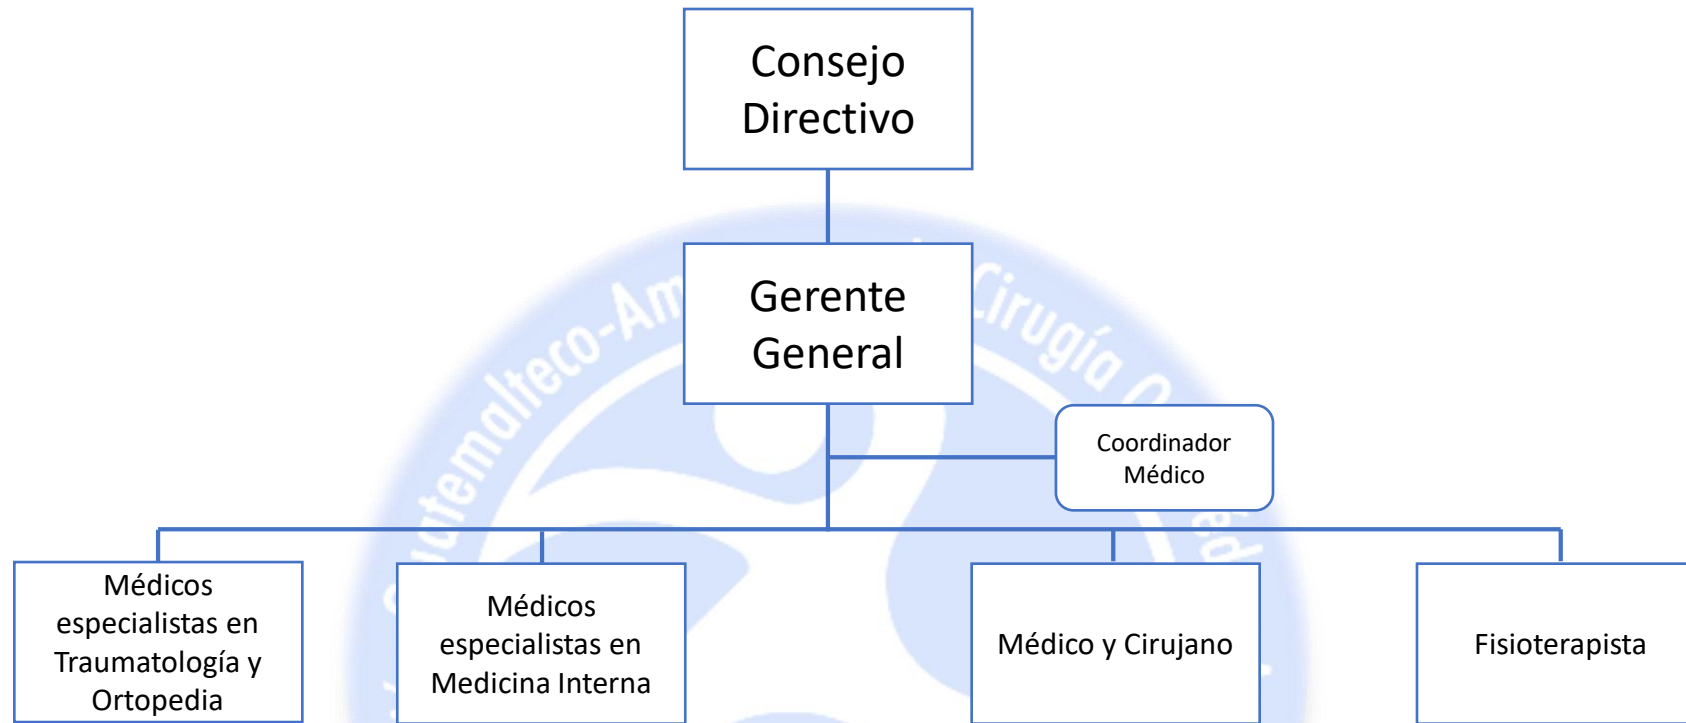 Consejo
Directivo
Gerente
General
Coordinador
Médico
Médicos
especialistas en
Traumatología y
Ortopedia
Médicos
especialistas en
Medicina Interna
Médico y Cirujano
Fisioterapista
Cirugía